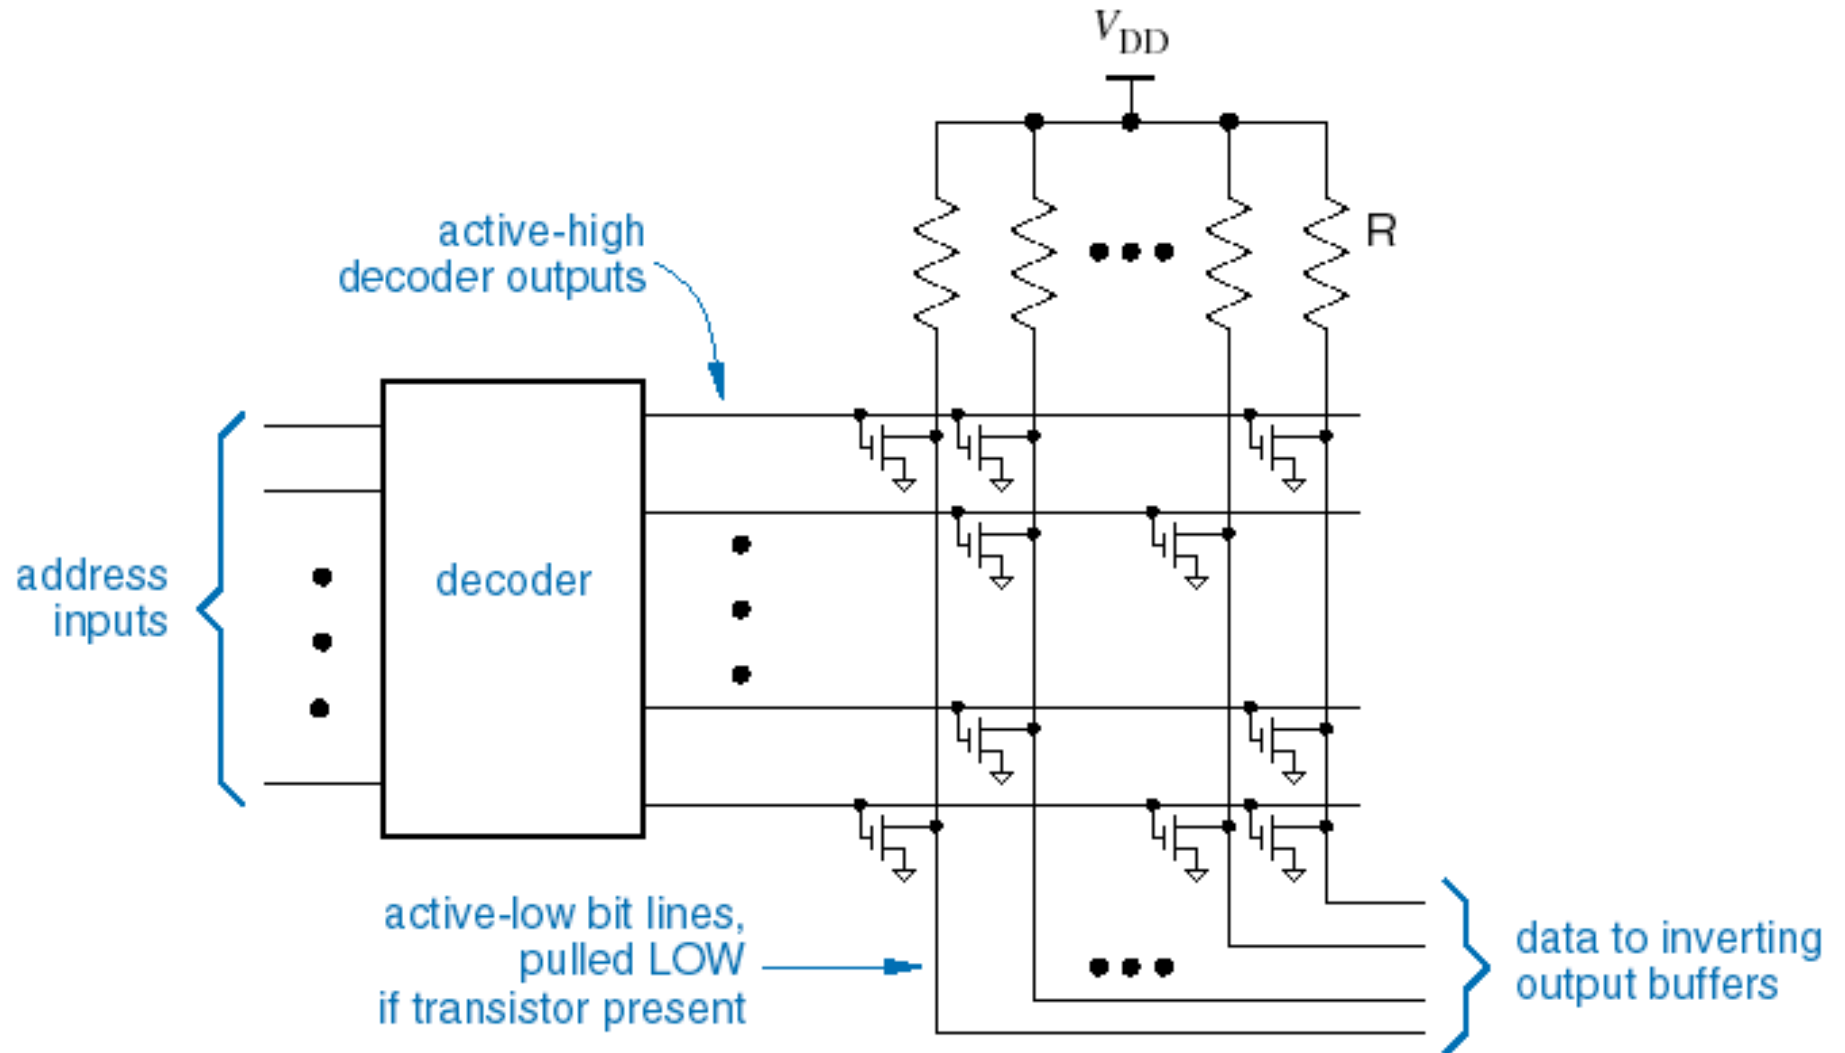 V_DD
R
active-high
decoder outputs
decoder
address
inputs
active-low bit lines,
pulled LOW
if transistor present
data to inverting
output buffers